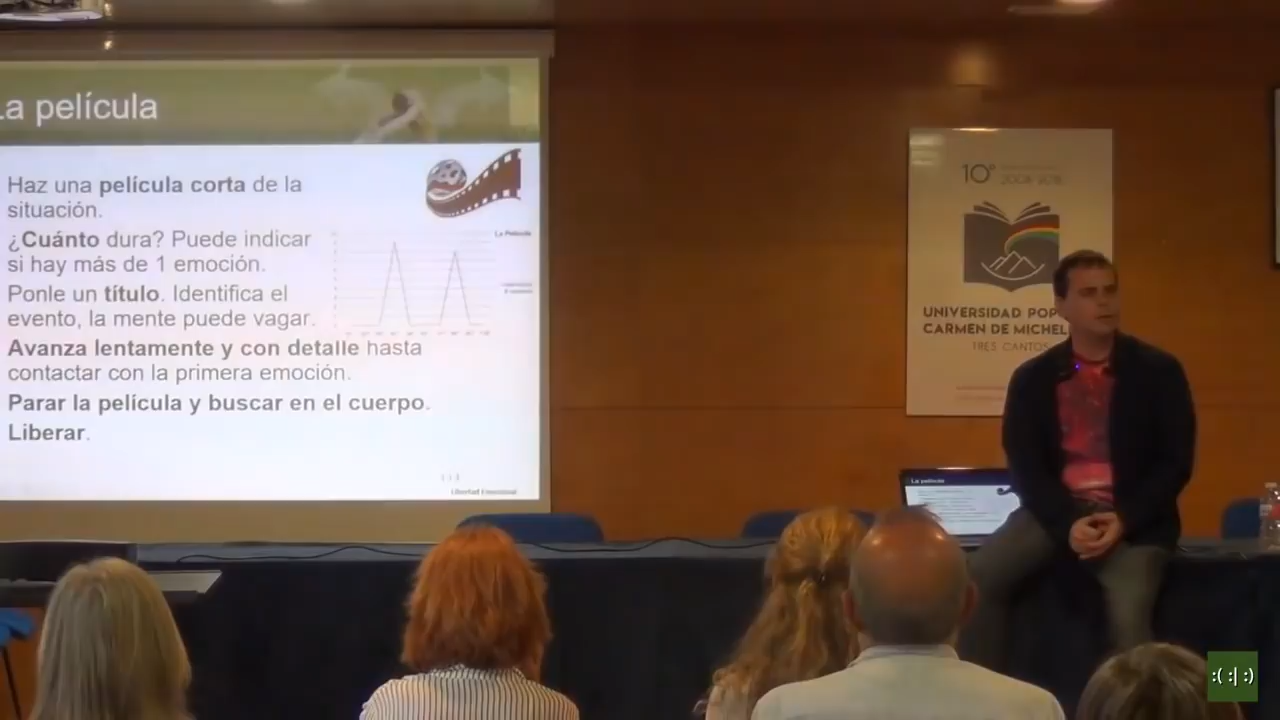 La película
Haz una película corta de la
situación.
¿Cuánto dura? Puede indicar
si hay más de 1 emoción.
Ponle un título. Identifica el
evento, la mente puede vagar.
Avanza lentamente y con detalle hasta
contactar con la primera emoción.
Parar la película y buscar en el cuerpo.
Liberar.
La Película
Libertad Emocional
10º
UNIVERSIDAD POP
CARMEN DE MICHEL
TRES CANTOS
La película
:( :| :)